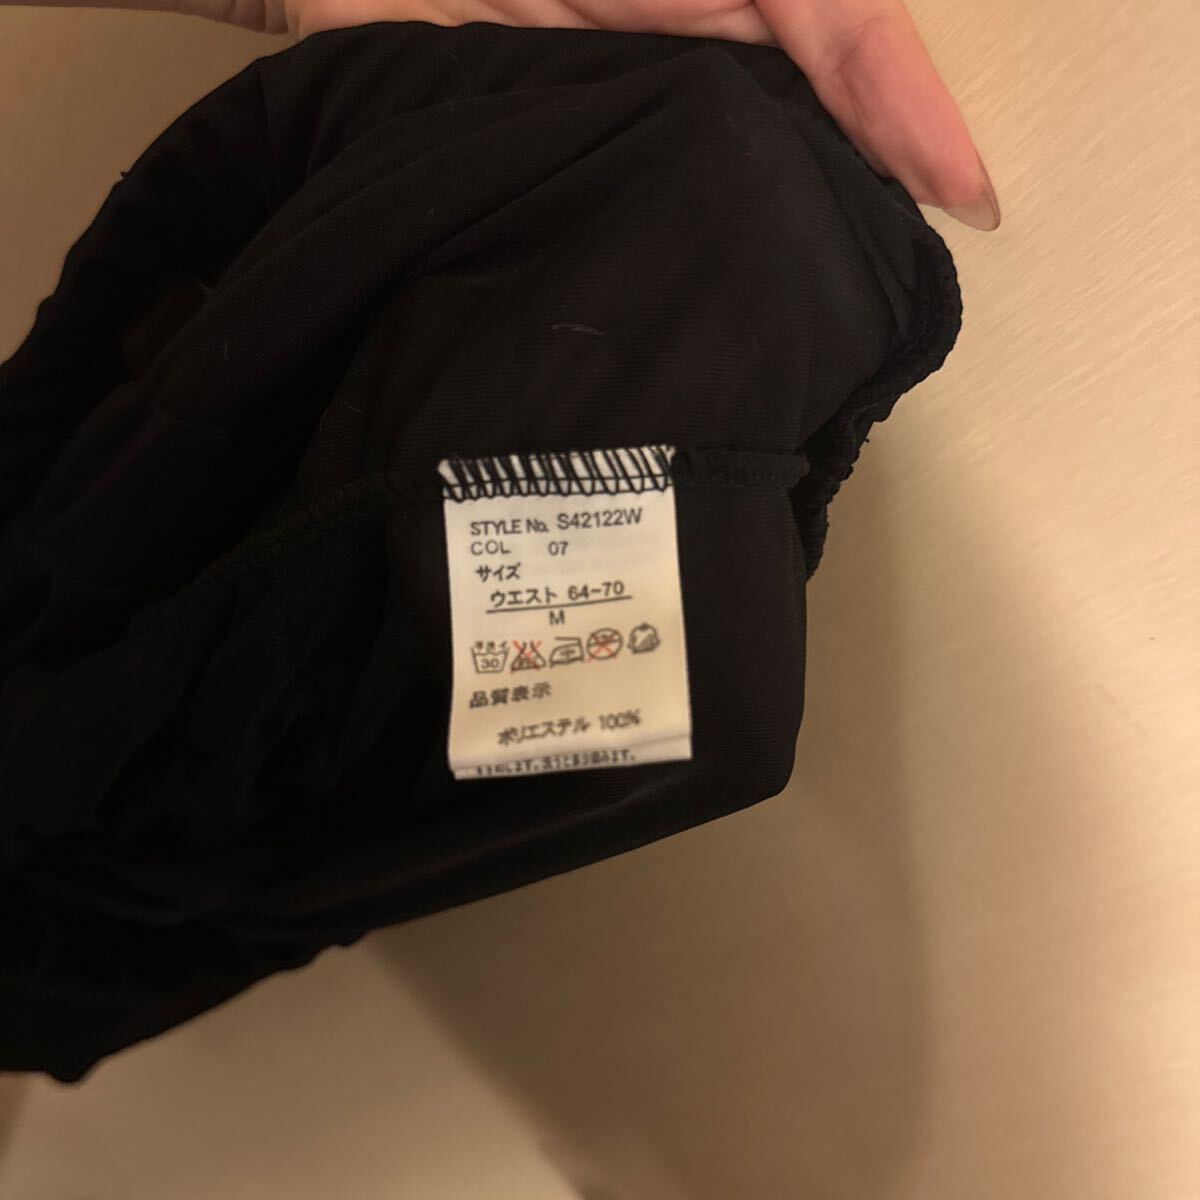 STYLE No. S42122W
COL 07
サイズ
ウエスト 64-70
M
30
品質表示
ポリエステル 100%